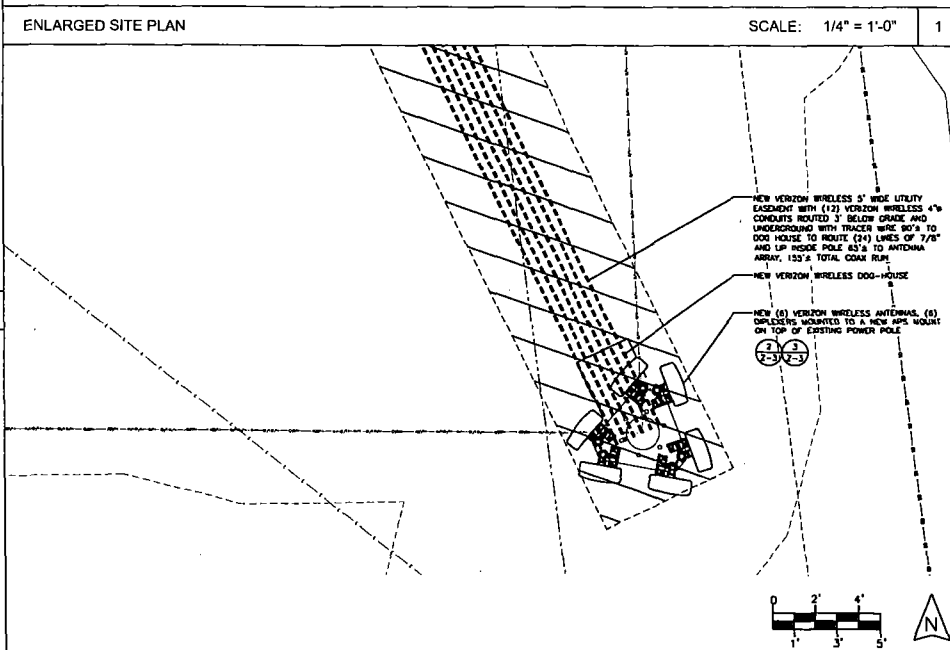 ENLARGED SITE PLAN
SCALE: 1/4" = 1'-0"
1
NEW VERIZON WIRELESS 5' WIDE UTILITY
EASEMENT WITH (12) VERIZON WIRELESS 4"ø
CONDUITS ROUTED 3' BELOW GRADE AND
UNDERGROUND WITH TRACER WIRE 90'± TO
DOG HOUSE TO ROUTE (24) LINES OF 7/8"
AND UP INSIDE POLE 65'± TO ANTENNA
ARRAY, 155'± TOTAL COAX RUN
NEW VERIZON WIRELESS DOG-HOUSE
NEW (6) VERIZON WIRELESS ANTENNAS, (6)
DIPLEXERS MOUNTED TO A NEW APS MOUNT
ON TOP OF EXISTING POWER POLE
2 3
Z-3 Z-3
0 2' 4'
1' 3' 5'
N